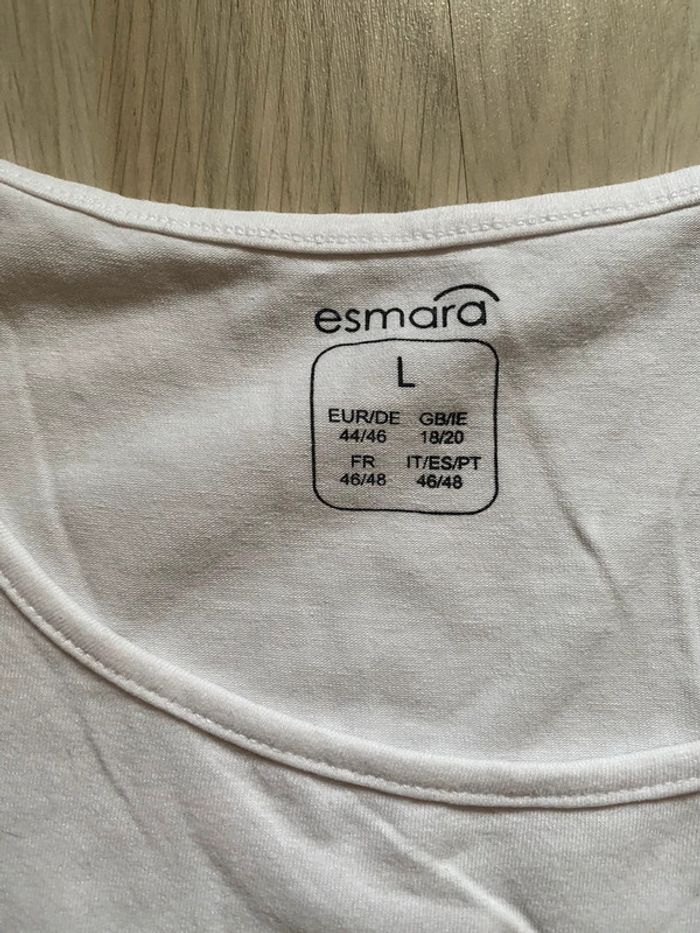 esmara
L
EUR/DE GB/IE
44/46 18/20
FR IT/ES/PT
46/48 46/48